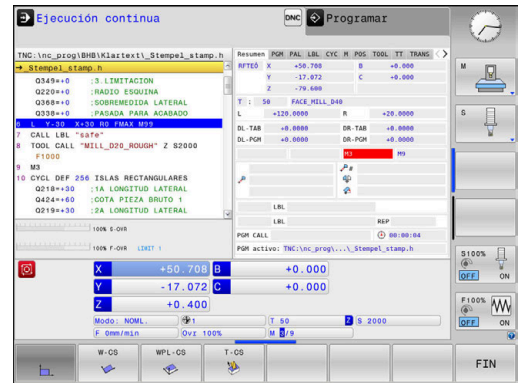 Ejecución continua
DNC
Programar
TNC:\nc_prog\BHB\Klartext\_Stempel_stamp.h
→_Stempel_stamp.h
Q349=+0 ;3.LIMITACION
Q220=+0 ;RADIO ESQUINA
Q368=+0 ;SOBREMEDIDA LATERAL
Q338=+0 ;PASADA PARA ACABADO
6 L Y-30 X+30 R0 FMAX M99
7 CALL LBL "safe"
8 TOOL CALL "MILL_D20_ROUGH" Z S2000
F1000
9 M3
10 CYCL DEF 256 ISLAS RECTANGULARES
Q218=+30 ;1A LONGITUD LATERAL
Q424=+60 ;COTA PIEZA BRUTO 1
Q219=+30 ;2A LONGITUD LATERAL
100% S-OVR
100% F-OVR LIMIT 1
Resumen PGM PAL LBL CYC M POS TOOL TT TRANS
X +50.708 B +0.000
Y -17.072 C +0.000
Z -79.600
T : 50 FACE_MILL_D40
L +120.0000 R +20.0000
DL-TAB +0.0000 DR-TAB +0.0000
DL-PGM +0.0000 DR-PGM +0.0000
M3 M9
LBL
LBL REP
PGM CALL 00:00:04
PGM activo: TNC:\nc_prog\...\_Stempel_stamp.h
X +50.708 B +0.000
Y -17.072 C +0.000
Z +0.400
Modo: NOML. 1 T 50 Z S 2000
F 0mm/min Ovr 100% M 3/9
M
S
S100%
OFF ON
F100%
OFF ON
W-CS WPL-CS T-CS
FIN